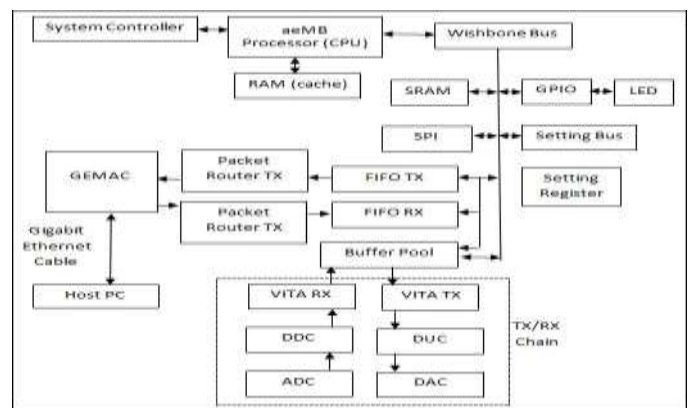 System Controller
aeMB
Processor (CPU)
Wishbone Bus
RAM (cache)
SRAM
GPIO
LED
SPI
Setting Bus
GEMAC
Packet
Router TX
FIFO TX
Setting
Register
Packet
Router TX
FIFO RX
Gigabit
Ethernet
Cable
Buffer Pool
Host PC
VITA RX
VITA TX
TX/RX
Chain
DDC
DUC
ADC
DAC